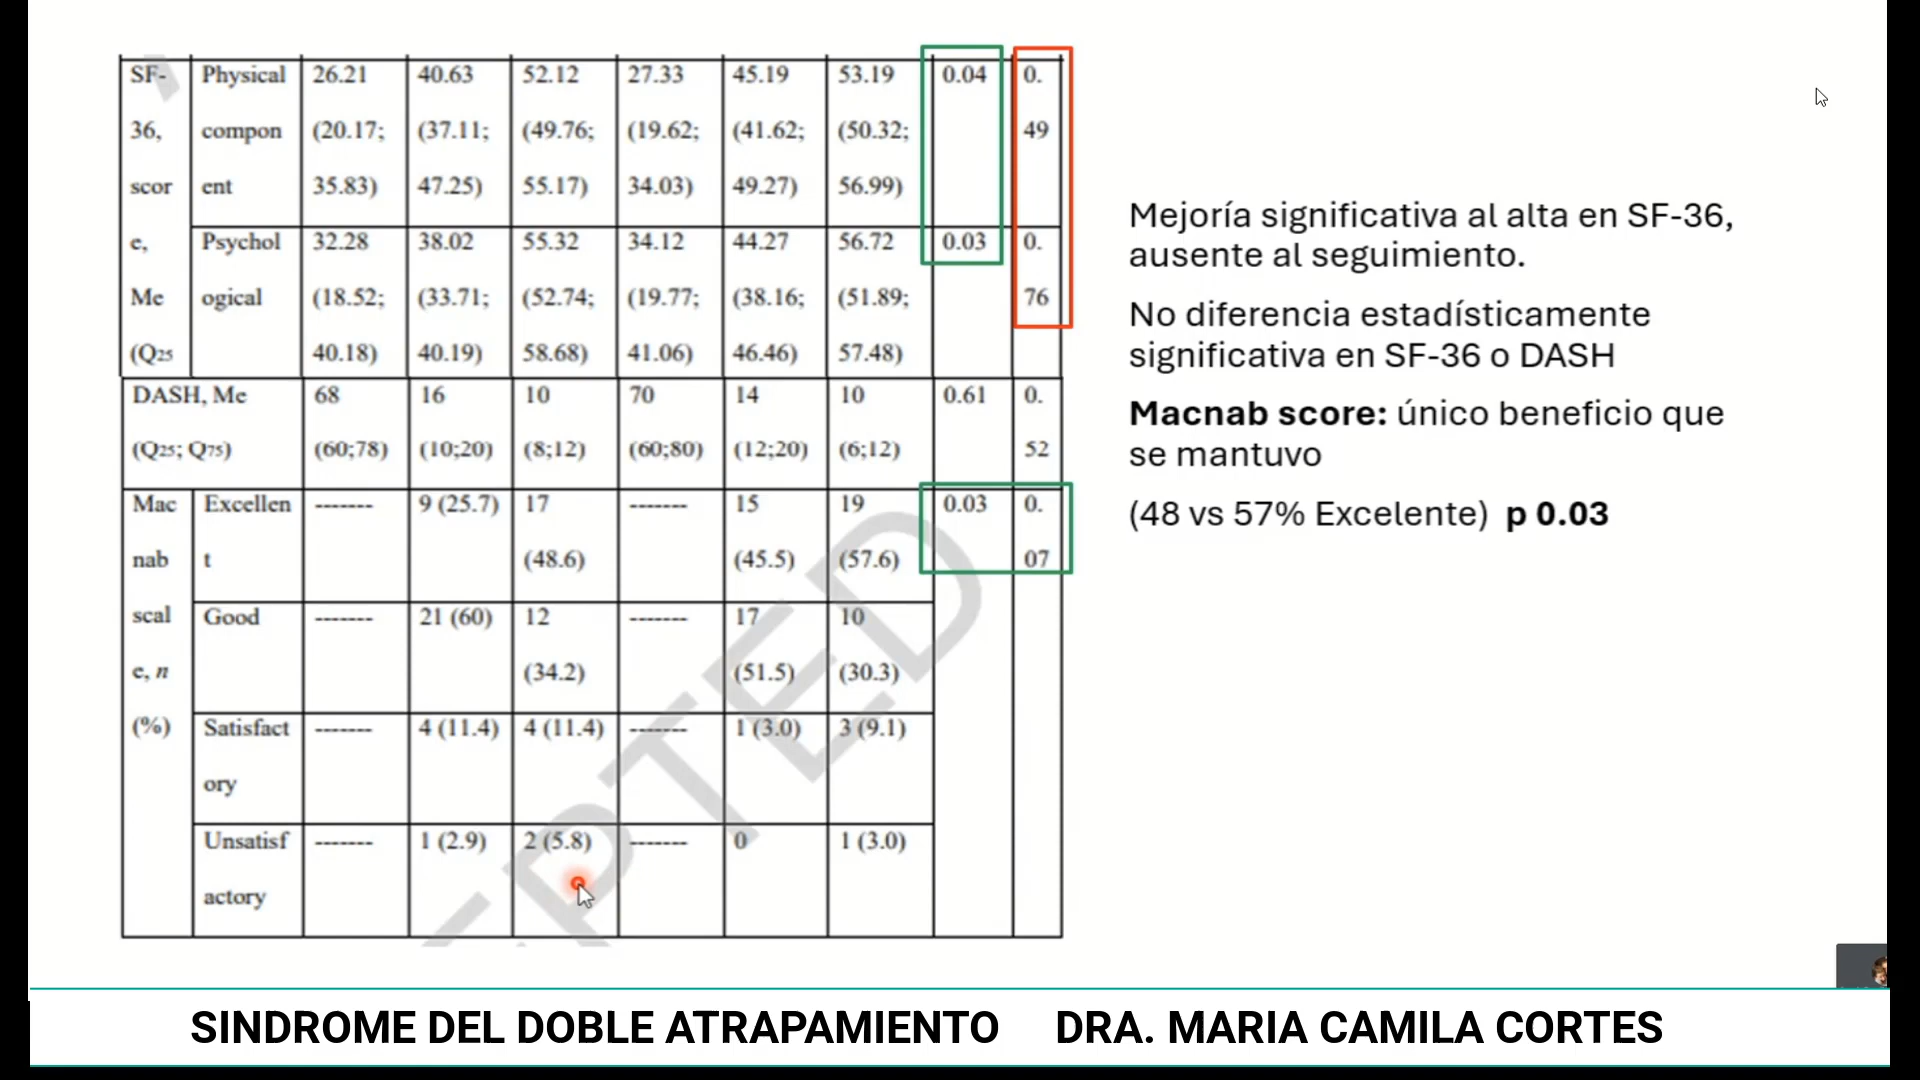 SF- Physical 26.21 40.63 52.12 27.33 45.19 53.19 0.04 0.
36, compon (20.17; (37.11; (49.76; (19.62; (41.62; (50.32; 49
scor ent 35.83) 47.25) 55.17) 34.03) 49.27) 56.99)
e, Psychol 32.28 38.02 55.32 34.12 44.27 56.72 0.03 0.
Me ogical (18.52; (33.71; (52.74; (19.77; (38.16; (51.89; 76
(Q25 40.18) 40.19) 58.68) 41.06) 46.46) 57.48)
DASH, Me 68 16 10 70 14 10 0.61 0.
(Q25; Q75) (60;78) (10;20) (8;12) (60;80) (12;20) (6;12) 52
Mac Excellen ------- 9 (25.7) 17 ------- 15 19 0.03 0.
nab t (48.6) (45.5) (57.6) 07
scal Good ------- 21 (60) 12 ------- 17 10
e, n (34.2) (51.5) (30.3)
(%) Satisfact ------- 4 (11.4) 4 (11.4) ------- 1 (3.0) 3 (9.1)
ory
Unsatisf ------- 1 (2.9) 2 (5.8) ------- 0 1 (3.0)
actory
EPTED
Mejoría significativa al alta en SF-36,
ausente al seguimiento.
No diferencia estadísticamente
significativa en SF-36 o DASH
Macnab score: único beneficio que
se mantuvo
(48 vs 57% Excelente) p 0.03
SINDROME DEL DOBLE ATRAPAMIENTO DRA. MARIA CAMILA CORTES